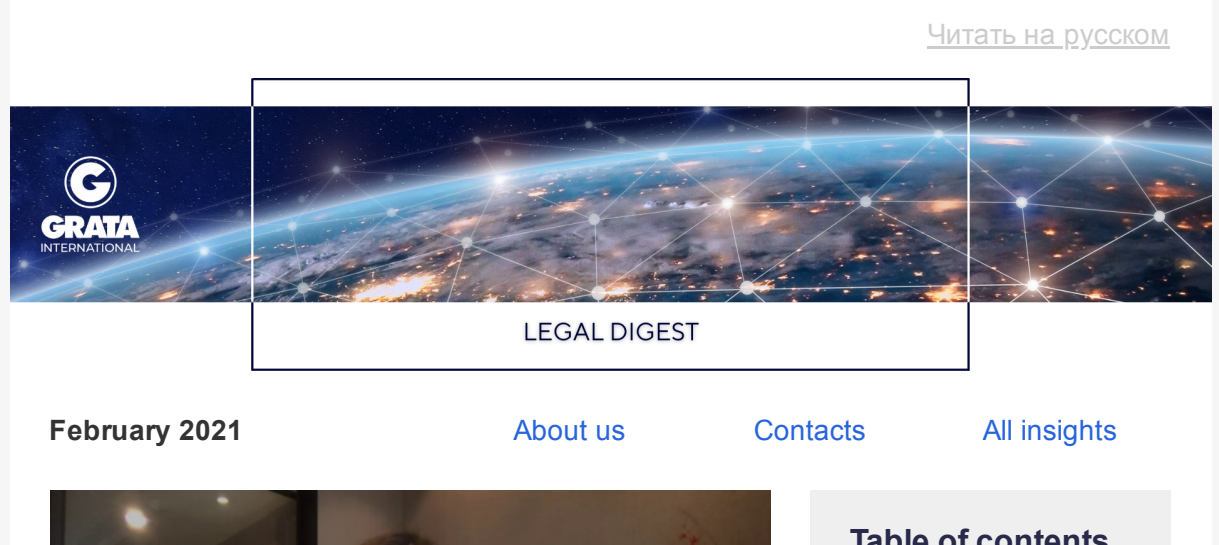 Читать на русском
G
GRATA
INTERNATIONAL
LEGAL DIGEST
February 2021
About us
Contacts
All insights
Table of contents